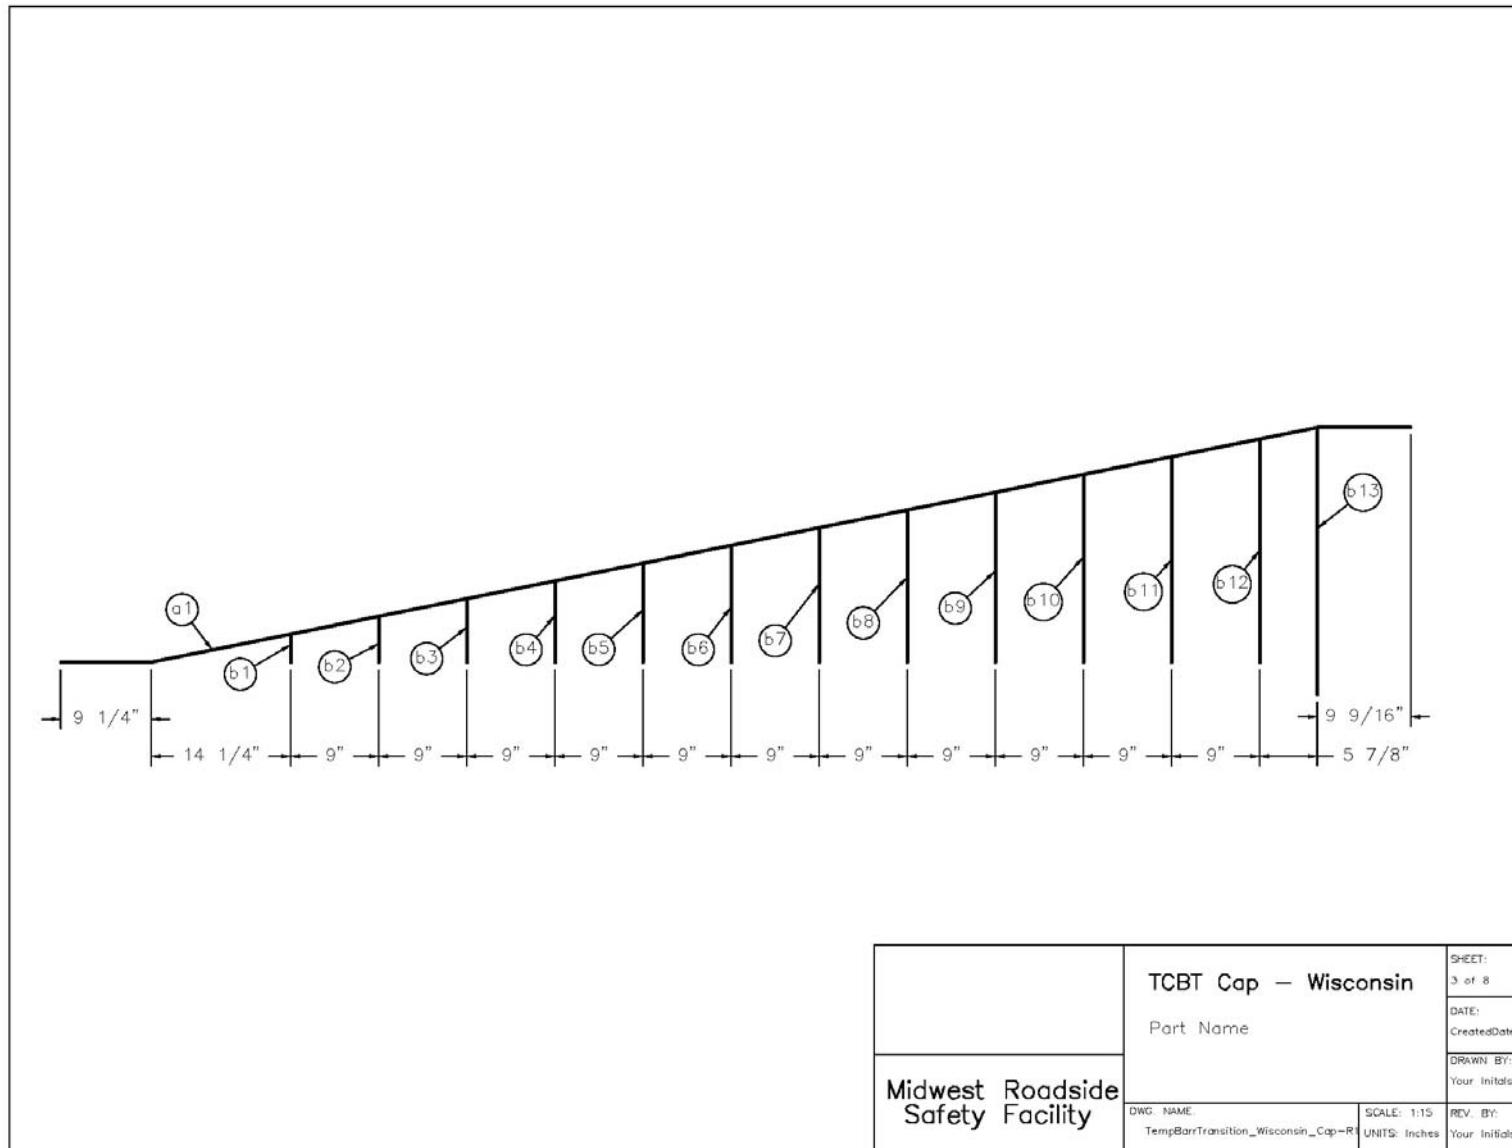 b13
a1
b12
b11
b10
b9
b8
b7
b6
b5
b4
b3
b2
b1
9 1/4" 9 9/16"
14 1/4" 9" 9" 9" 9" 9" 9" 9" 9" 9" 9" 9" 5 7/8"
TCBT Cap – Wisconsin
Part Name
SHEET:
3 of 8
DATE:
CreatedDate
DRAWN BY:
Your Initals
Midwest Roadside
Safety Facility
DWG. NAME.
TempBarrTransition_Wisconsin_Cap-R1
SCALE: 1:15
UNITS: Inches
REV. BY:
Your Initials